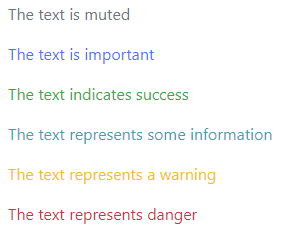 The text is muted
The text is important
The text indicates success
The text represents some information
The text represents a warning
The text represents danger